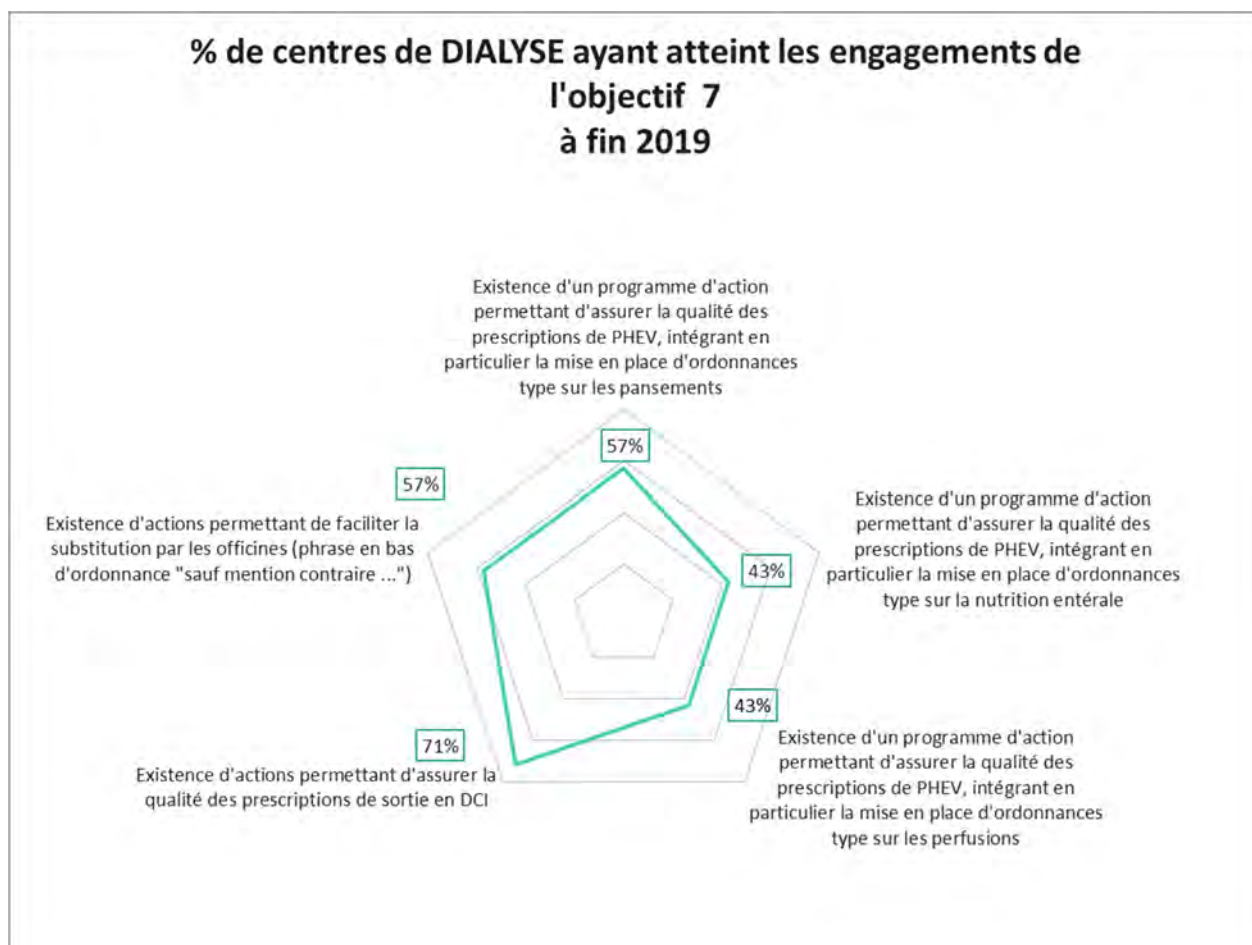 % de centres de DIALYSE ayant atteint les engagements de
l'objectif 7
à fin 2019
Existence d'un programme d'action
permettant d'assurer la qualité des
prescriptions de PHEV, intégrant en
particulier la mise en place d'ordonnances
type sur les pansements
57%
57%
Existence d'actions permettant de faciliter la
substitution par les officines (phrase en bas
d'ordonnance "sauf mention contraire ...")
Existence d'un programme d'action
permettant d'assurer la qualité des
prescriptions de PHEV, intégrant en
particulier la mise en place d'ordonnances
type sur la nutrition entérale
43%
43%
Existence d'un programme d'action
permettant d'assurer la qualité des
prescriptions de PHEV, intégrant en
particulier la mise en place d'ordonnances
type sur les perfusions
71%
Existence d'actions permettant d'assurer la
qualité des prescriptions de sortie en DCI